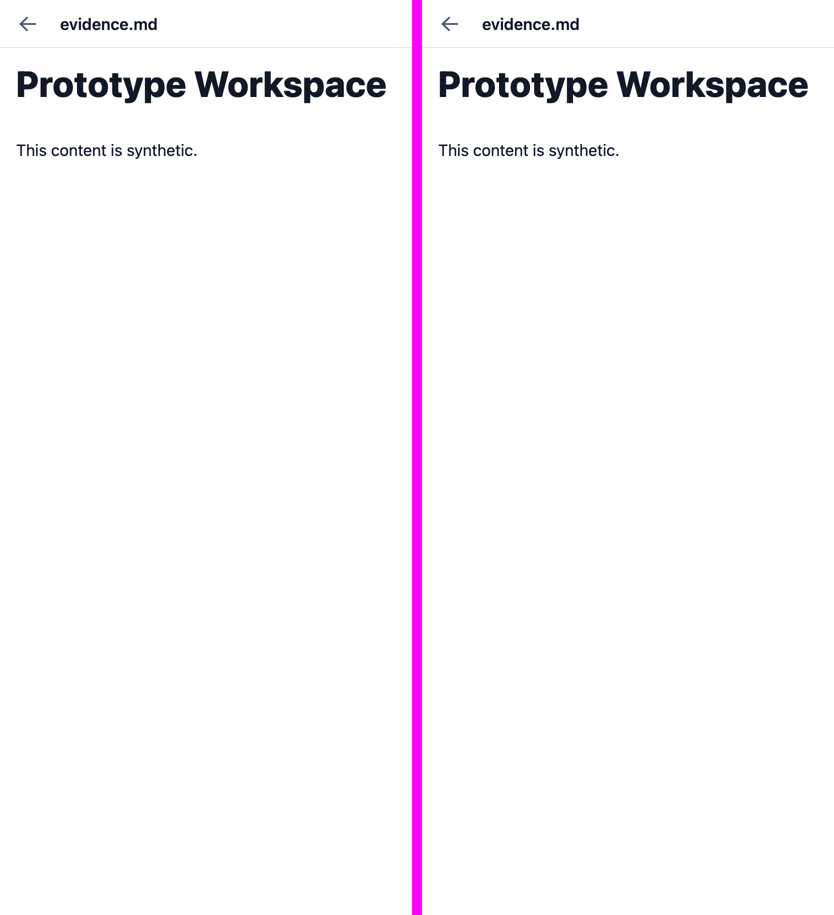 evidence.md
Prototype Workspace
This content is synthetic.
evidence.md
Prototype Workspace
This content is synthetic.